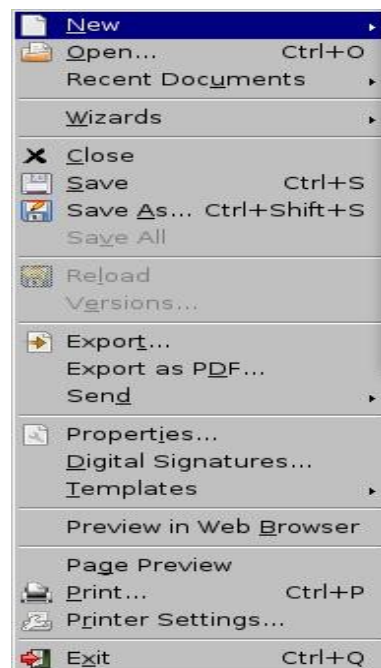 New
Open... Ctrl+O
Recent Documents
Wizards
Close
Save Ctrl+S
Save As... Ctrl+Shift+S
Save All
Reload
Versions...
Export...
Export as PDF...
Send
Properties...
Digital Signatures...
Templates
Preview in Web Browser
Page Preview
Print... Ctrl+P
Printer Settings...
Exit Ctrl+Q